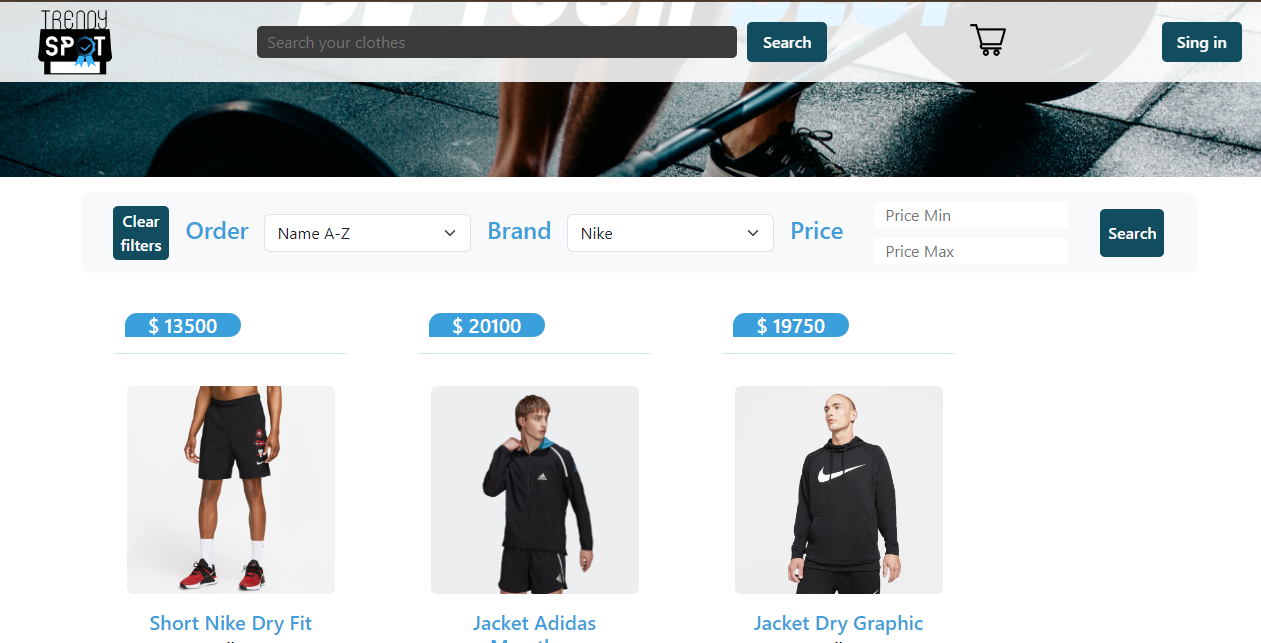 TRENDY
SPOT
Search your clothes
Search
Sing in
Clear
filters
Order
Name A-Z
Brand
Nike
Price
Price Min
Price Max
Search
$ 13500
$ 20100
$ 19750
Short Nike Dry Fit
Jacket Adidas
Jacket Dry Graphic